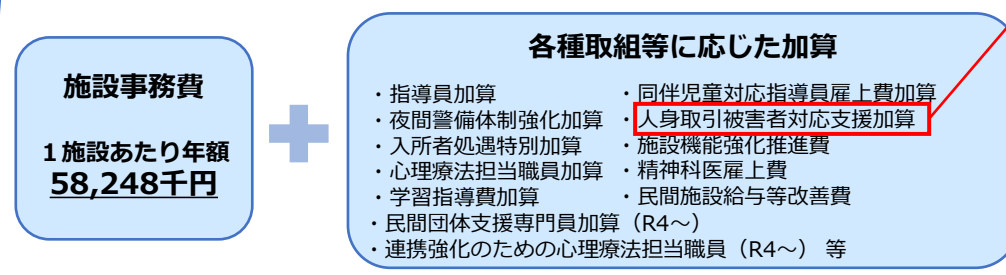 施設事務費
１施設あたり年額
58,248千円
各種取組等に応じた加算
・指導員加算
・夜間警備体制強化加算
・入所者処遇特別加算
・心理療法担当職員加算
・学習指導費加算
・同伴児童対応指導員雇上費加算
・人身取引被害者対応支援加算
・施設機能強化推進費
・精神科医雇上費
・民間施設給与等改善費
・民間団体支援専門員加算（R4～）
・連携強化のための心理療法担当職員（R4～） 等